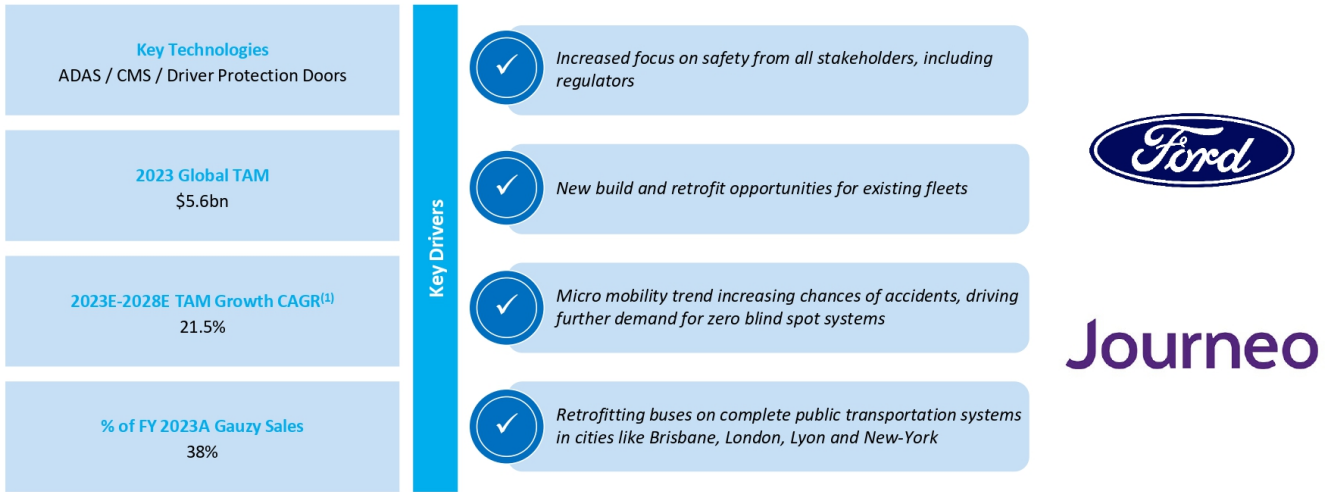 Key Technologies
ADAS / CMS / Driver Protection Doors
2023 Global TAM
$5.6bn
2023E-2028E TAM Growth CAGR(1)
21.5%
% of FY 2023A Gauzy Sales
38%
Key Drivers
Increased focus on safety from all stakeholders, including
regulators
New build and retrofit opportunities for existing fleets
Micro mobility trend increasing chances of accidents, driving
further demand for zero blind spot systems
Retrofitting buses on complete public transportation systems
in cities like Brisbane, London, Lyon and New-York
Ford
Journeo